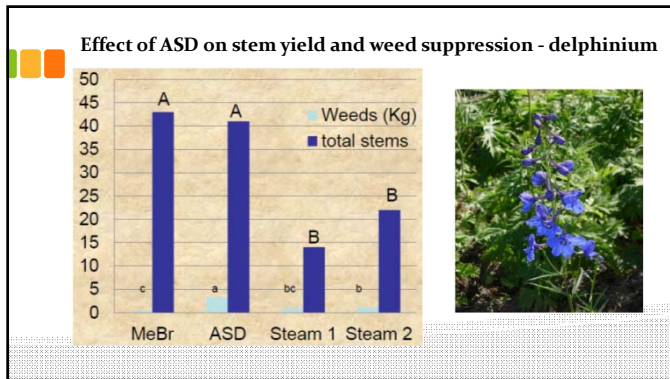 Effect of ASD on stem yield and weed suppression - delphinium
50
45
40
35
30
25
20
15
10
5
0
Weeds (Kg)
total stems
A
A
B
B
c
a
bc
b
MeBr ASD Steam 1 Steam 2